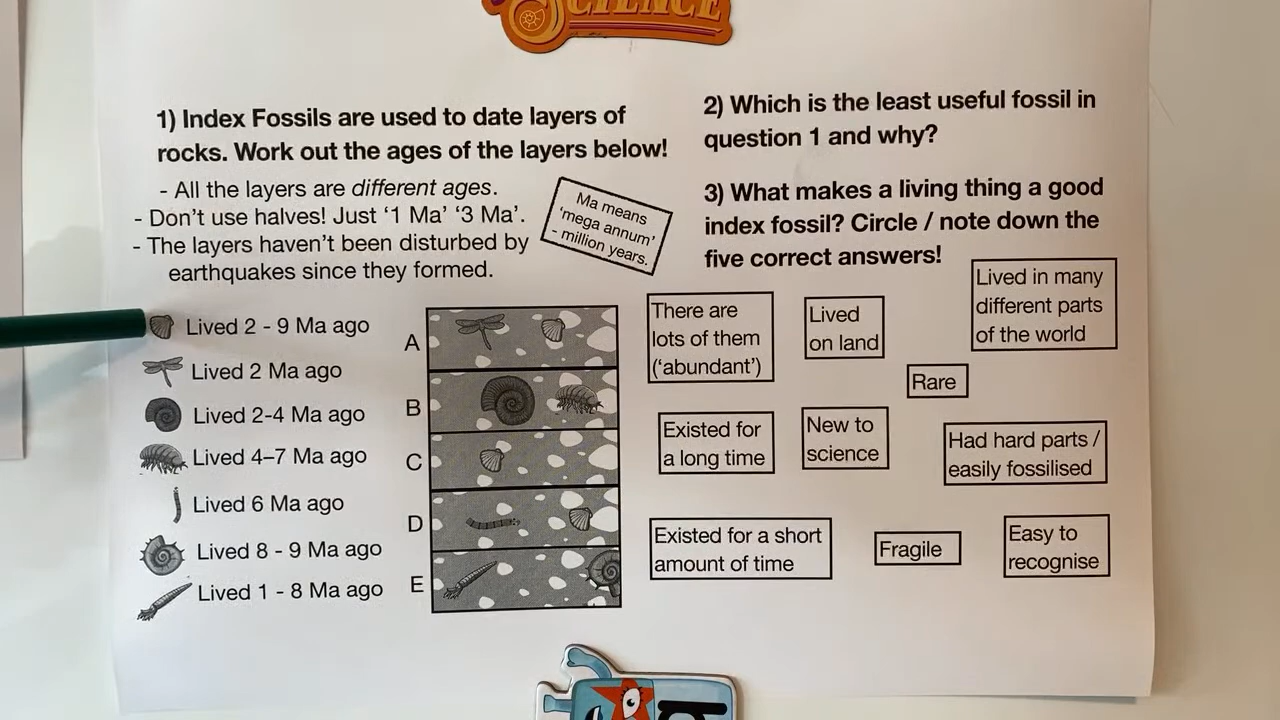 SCIENCE
1) Index Fossils are used to date layers of
rocks. Work out the ages of the layers below!
- All the layers are different ages.
- Don't use halves! Just '1 Ma' '3 Ma'.
- The layers haven't been disturbed by
earthquakes since they formed.
Ma means
'mega annum'
- million years.
Lived 2 - 9 Ma ago
Lived 2 Ma ago
Lived 2-4 Ma ago
Lived 4–7 Ma ago
Lived 6 Ma ago
Lived 8 - 9 Ma ago
Lived 1 - 8 Ma ago
A
B
C
D
E
2) Which is the least useful fossil in
question 1 and why?
3) What makes a living thing a good
index fossil? Circle / note down the
five correct answers!
There are
lots of them
('abundant')
Lived
on land
Lived in many
different parts
of the world
Rare
Existed for
a long time
New to
science
Had hard parts /
easily fossilised
Existed for a short
amount of time
Fragile
Easy to
recognise